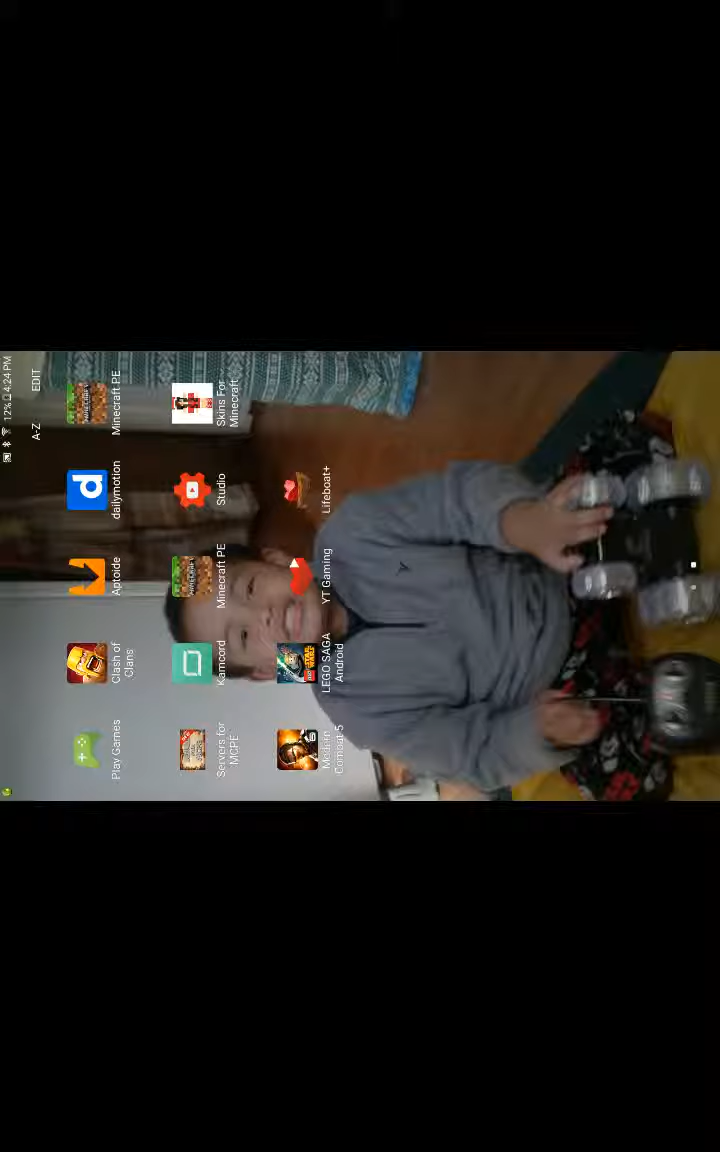 12% 4:24 PM
A-Z EDIT
Play Games
Clash of
Clans
Aptoide
dailymotion
Minecraft PE
Servers for
MCPE
Kamcord
Minecraft PE
Studio
Skins For
Minecraft
Modern
Combat 5
LEGO SAGA
Android
YT Gaming
Lifeboat+